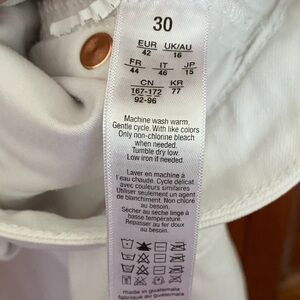 30
EUR UK/AU
42 16
FR IT JP
44 46 15
CN KR
167-172 77
92-96
Machine wash warm.
Gentle cycle. With like colors
Only non-chlorine bleach
when needed.
Tumble dry low.
Low iron if needed.
Laver en machine à
l'eau chaude. Cycle délicat
avec couleurs similaires
Utiliser seulement un agent
de blanchiment. Non chloré
au besoin.
Sécher au sèche linge à
basse température.
Repasser au fer doux
au besoin.
made in guatemala
fabriqué au guatemala